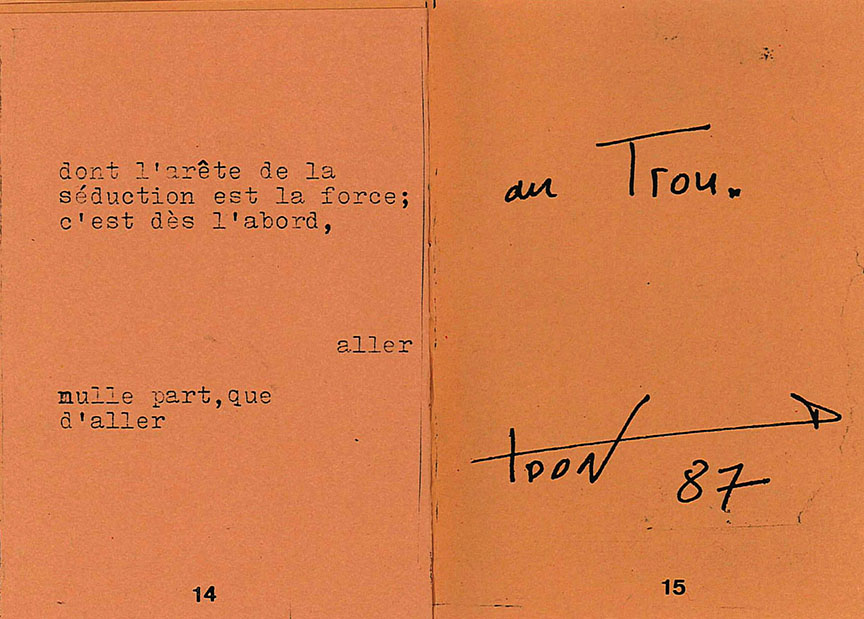 dont l'arête de la
séduction est la force;
c'est dès l'abord,
aller
nulle part,que
d'aller
14
au Trou.
IDON
87
15